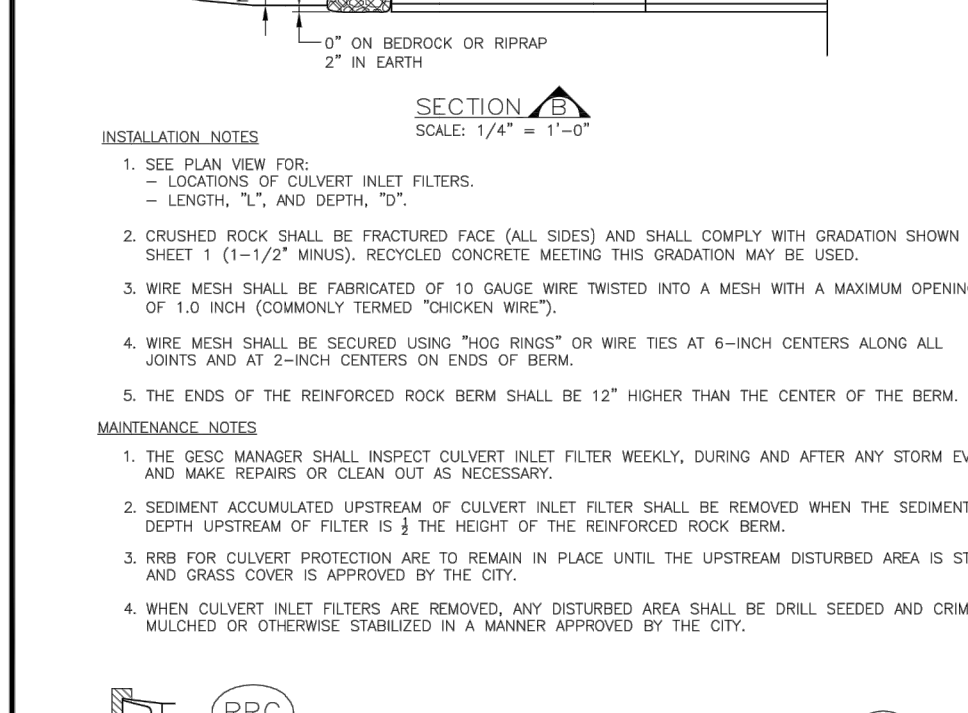 0" ON BEDROCK OR RIPRAP
2" IN EARTH
SECTION B
SCALE: 1/4" = 1'-0"
INSTALLATION NOTES
1. SEE PLAN VIEW FOR:
– LOCATIONS OF CULVERT INLET FILTERS.
– LENGTH, "L", AND DEPTH, "D".
2. CRUSHED ROCK SHALL BE FRACTURED FACE (ALL SIDES) AND SHALL COMPLY WITH GRADATION SHOWN
SHEET 1 (1-1/2" MINUS). RECYCLED CONCRETE MEETING THIS GRADATION MAY BE USED.
3. WIRE MESH SHALL BE FABRICATED OF 10 GAUGE WIRE TWISTED INTO A MESH WITH A MAXIMUM OPENIN
OF 1.0 INCH (COMMONLY TERMED "CHICKEN WIRE").
4. WIRE MESH SHALL BE SECURED USING "HOG RINGS" OR WIRE TIES AT 6-INCH CENTERS ALONG ALL
JOINTS AND AT 2-INCH CENTERS ON ENDS OF BERM.
5. THE ENDS OF THE REINFORCED ROCK BERM SHALL BE 12" HIGHER THAN THE CENTER OF THE BERM.
MAINTENANCE NOTES
1. THE GESC MANAGER SHALL INSPECT CULVERT INLET FILTER WEEKLY, DURING AND AFTER ANY STORM EV
AND MAKE REPAIRS OR CLEAN OUT AS NECESSARY.
2. SEDIMENT ACCUMULATED UPSTREAM OF CULVERT INLET FILTER SHALL BE REMOVED WHEN THE SEDIMENT
DEPTH UPSTREAM OF FILTER IS ½ THE HEIGHT OF THE REINFORCED ROCK BERM.
3. RRB FOR CULVERT PROTECTION ARE TO REMAIN IN PLACE UNTIL THE UPSTREAM DISTURBED AREA IS ST
AND GRASS COVER IS APPROVED BY THE CITY.
4. WHEN CULVERT INLET FILTERS ARE REMOVED, ANY DISTURBED AREA SHALL BE DRILL SEEDED AND CRIM
MULCHED OR OTHERWISE STABILIZED IN A MANNER APPROVED BY THE CITY.
RRC